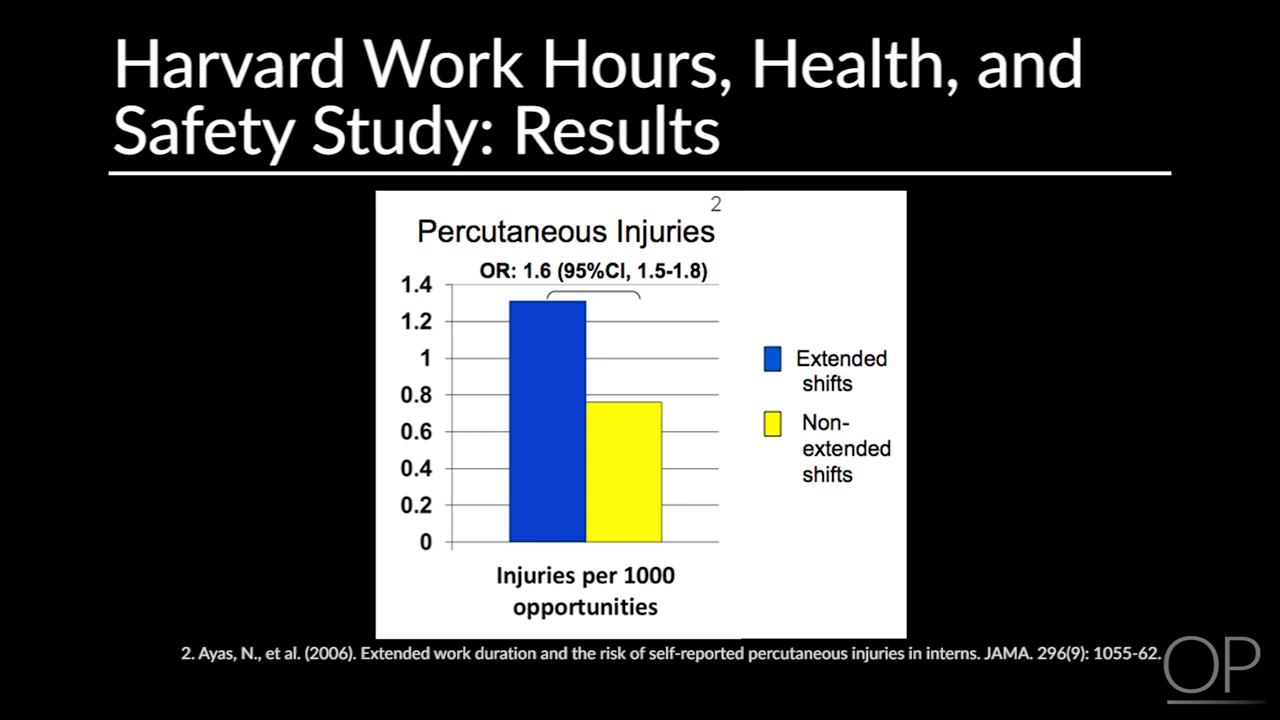 Harvard Work Hours, Health, and
Safety Study: Results
2
Percutaneous Injuries
OR: 1.6 (95%CI, 1.5-1.8)
1.4
1.2
1
0.8
0.6
0.4
0.2
0
Extended
shifts
Non-
extended
shifts
Injuries per 1000
opportunities
2. Ayas, N., et al. (2006). Extended work duration and the risk of self-reported percutaneous injuries in interns. JAMA. 296(9): 1055-62.
OP